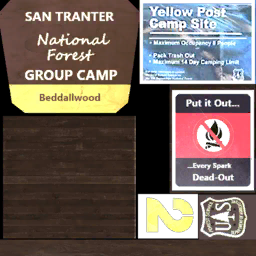 SAN TRANTER
National
Forest
GROUP CAMP
Beddallwood
Yellow Post
Camp Site
• Maximum Occupancy 8 People
• Pack Trash Out
• Maximum 14 Day Camping Limit
Put it Out...
...Every Spark
Dead-Out
2
US